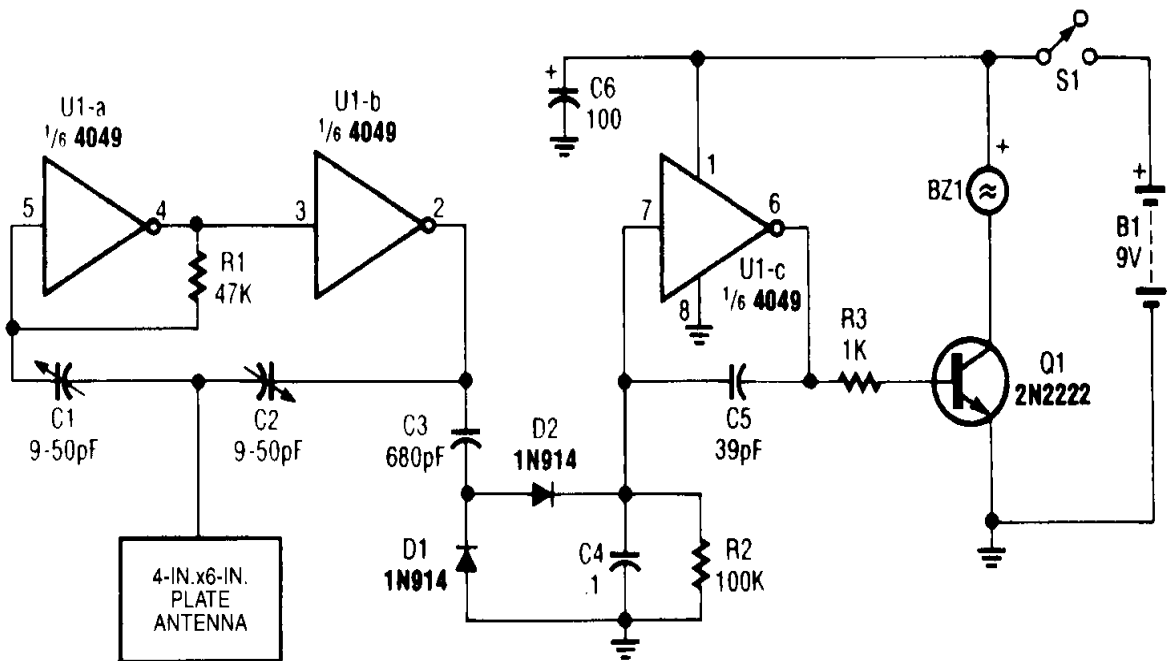 U1-a
1/6 4049
5
4
R1
47K
U1-b
1/6 4049
3
2
C1
9-50pF
C2
9-50pF
4-IN.x6-IN.
PLATE
ANTENNA
C3
680pF
D1
1N914
D2
1N914
C4
.1
R2
100K
+
C6
100
7
1
6
8
U1-c
1/6 4049
C5
39pF
R3
1K
+
BZ1
Q1
2N2222
S1
+
B1
9V